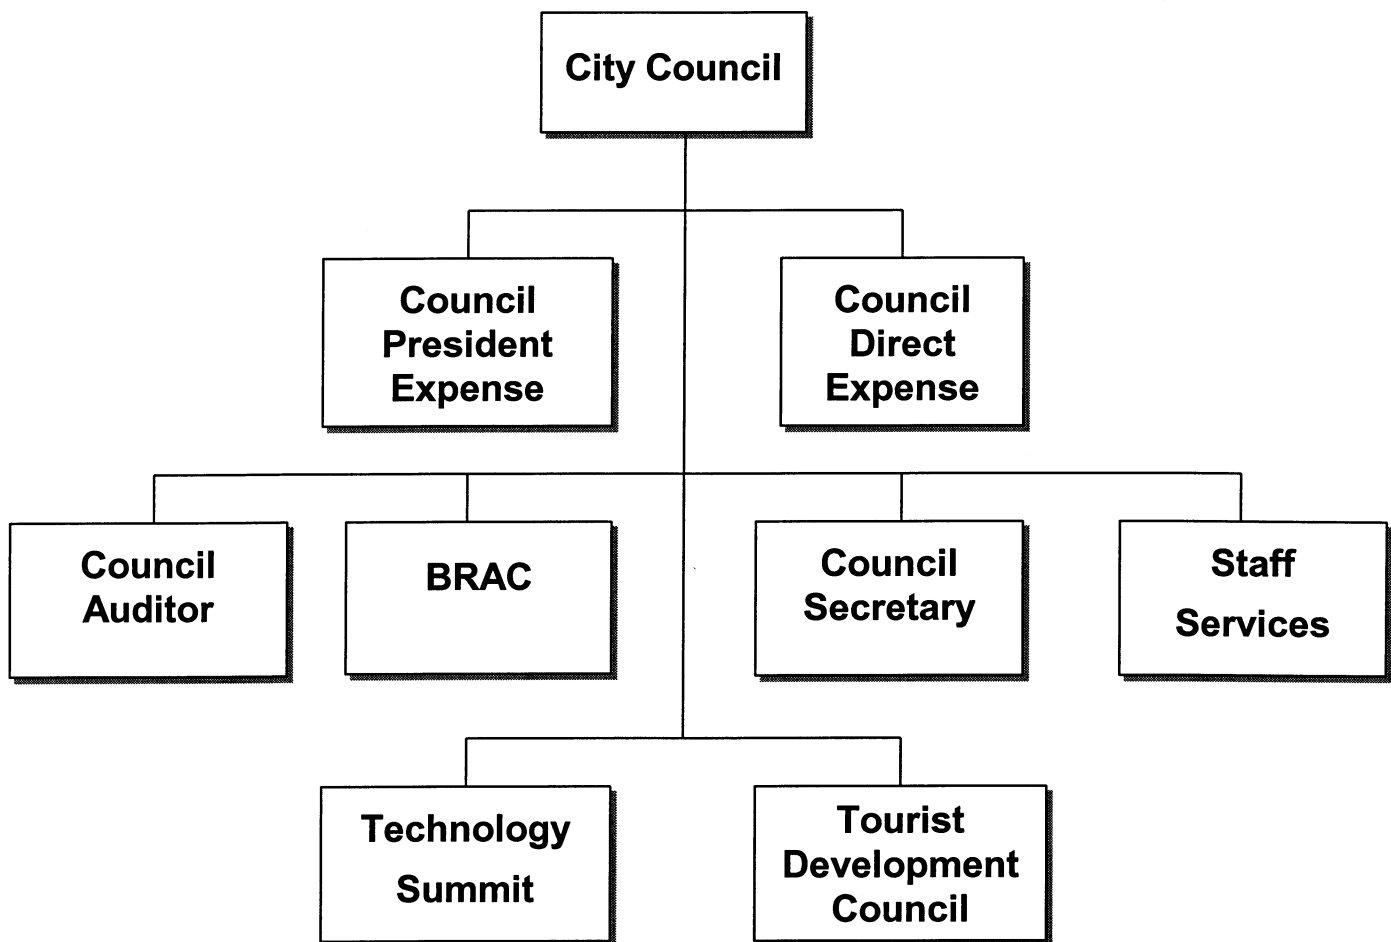 City Council
Council
President
Expense
Council
Direct
Expense
Council
Auditor
BRAC
Council
Secretary
Staff
Services
Technology
Summit
Tourist
Development
Council